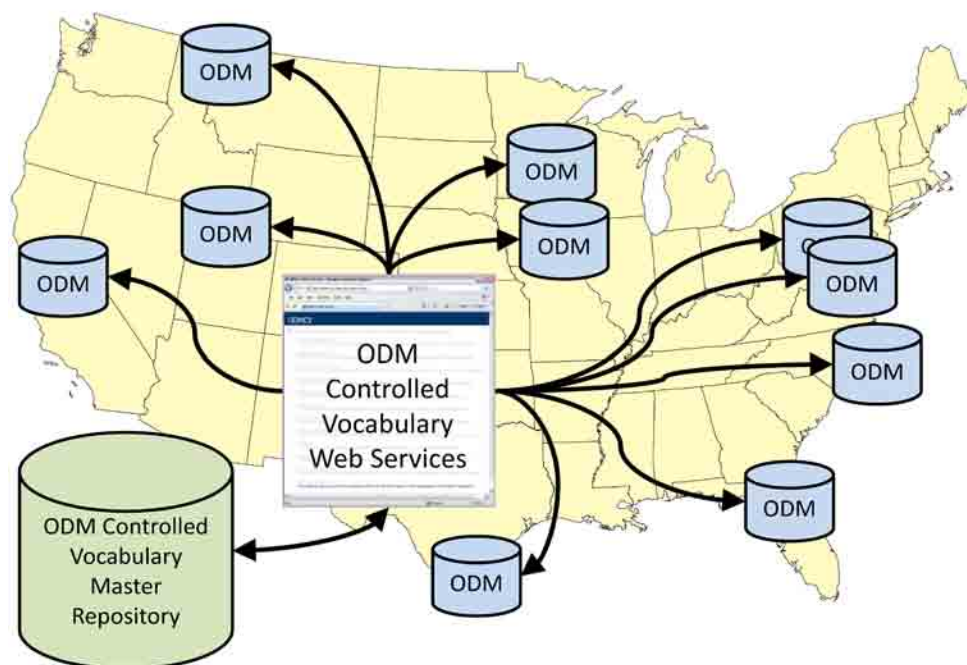 ODM
ODM
ODM
ODM
ODM
ODM
ODM
ODM
Controlled
Vocabulary
Web Services
ODM
ODM Controlled
Vocabulary
Master
Repository
ODM
ODM